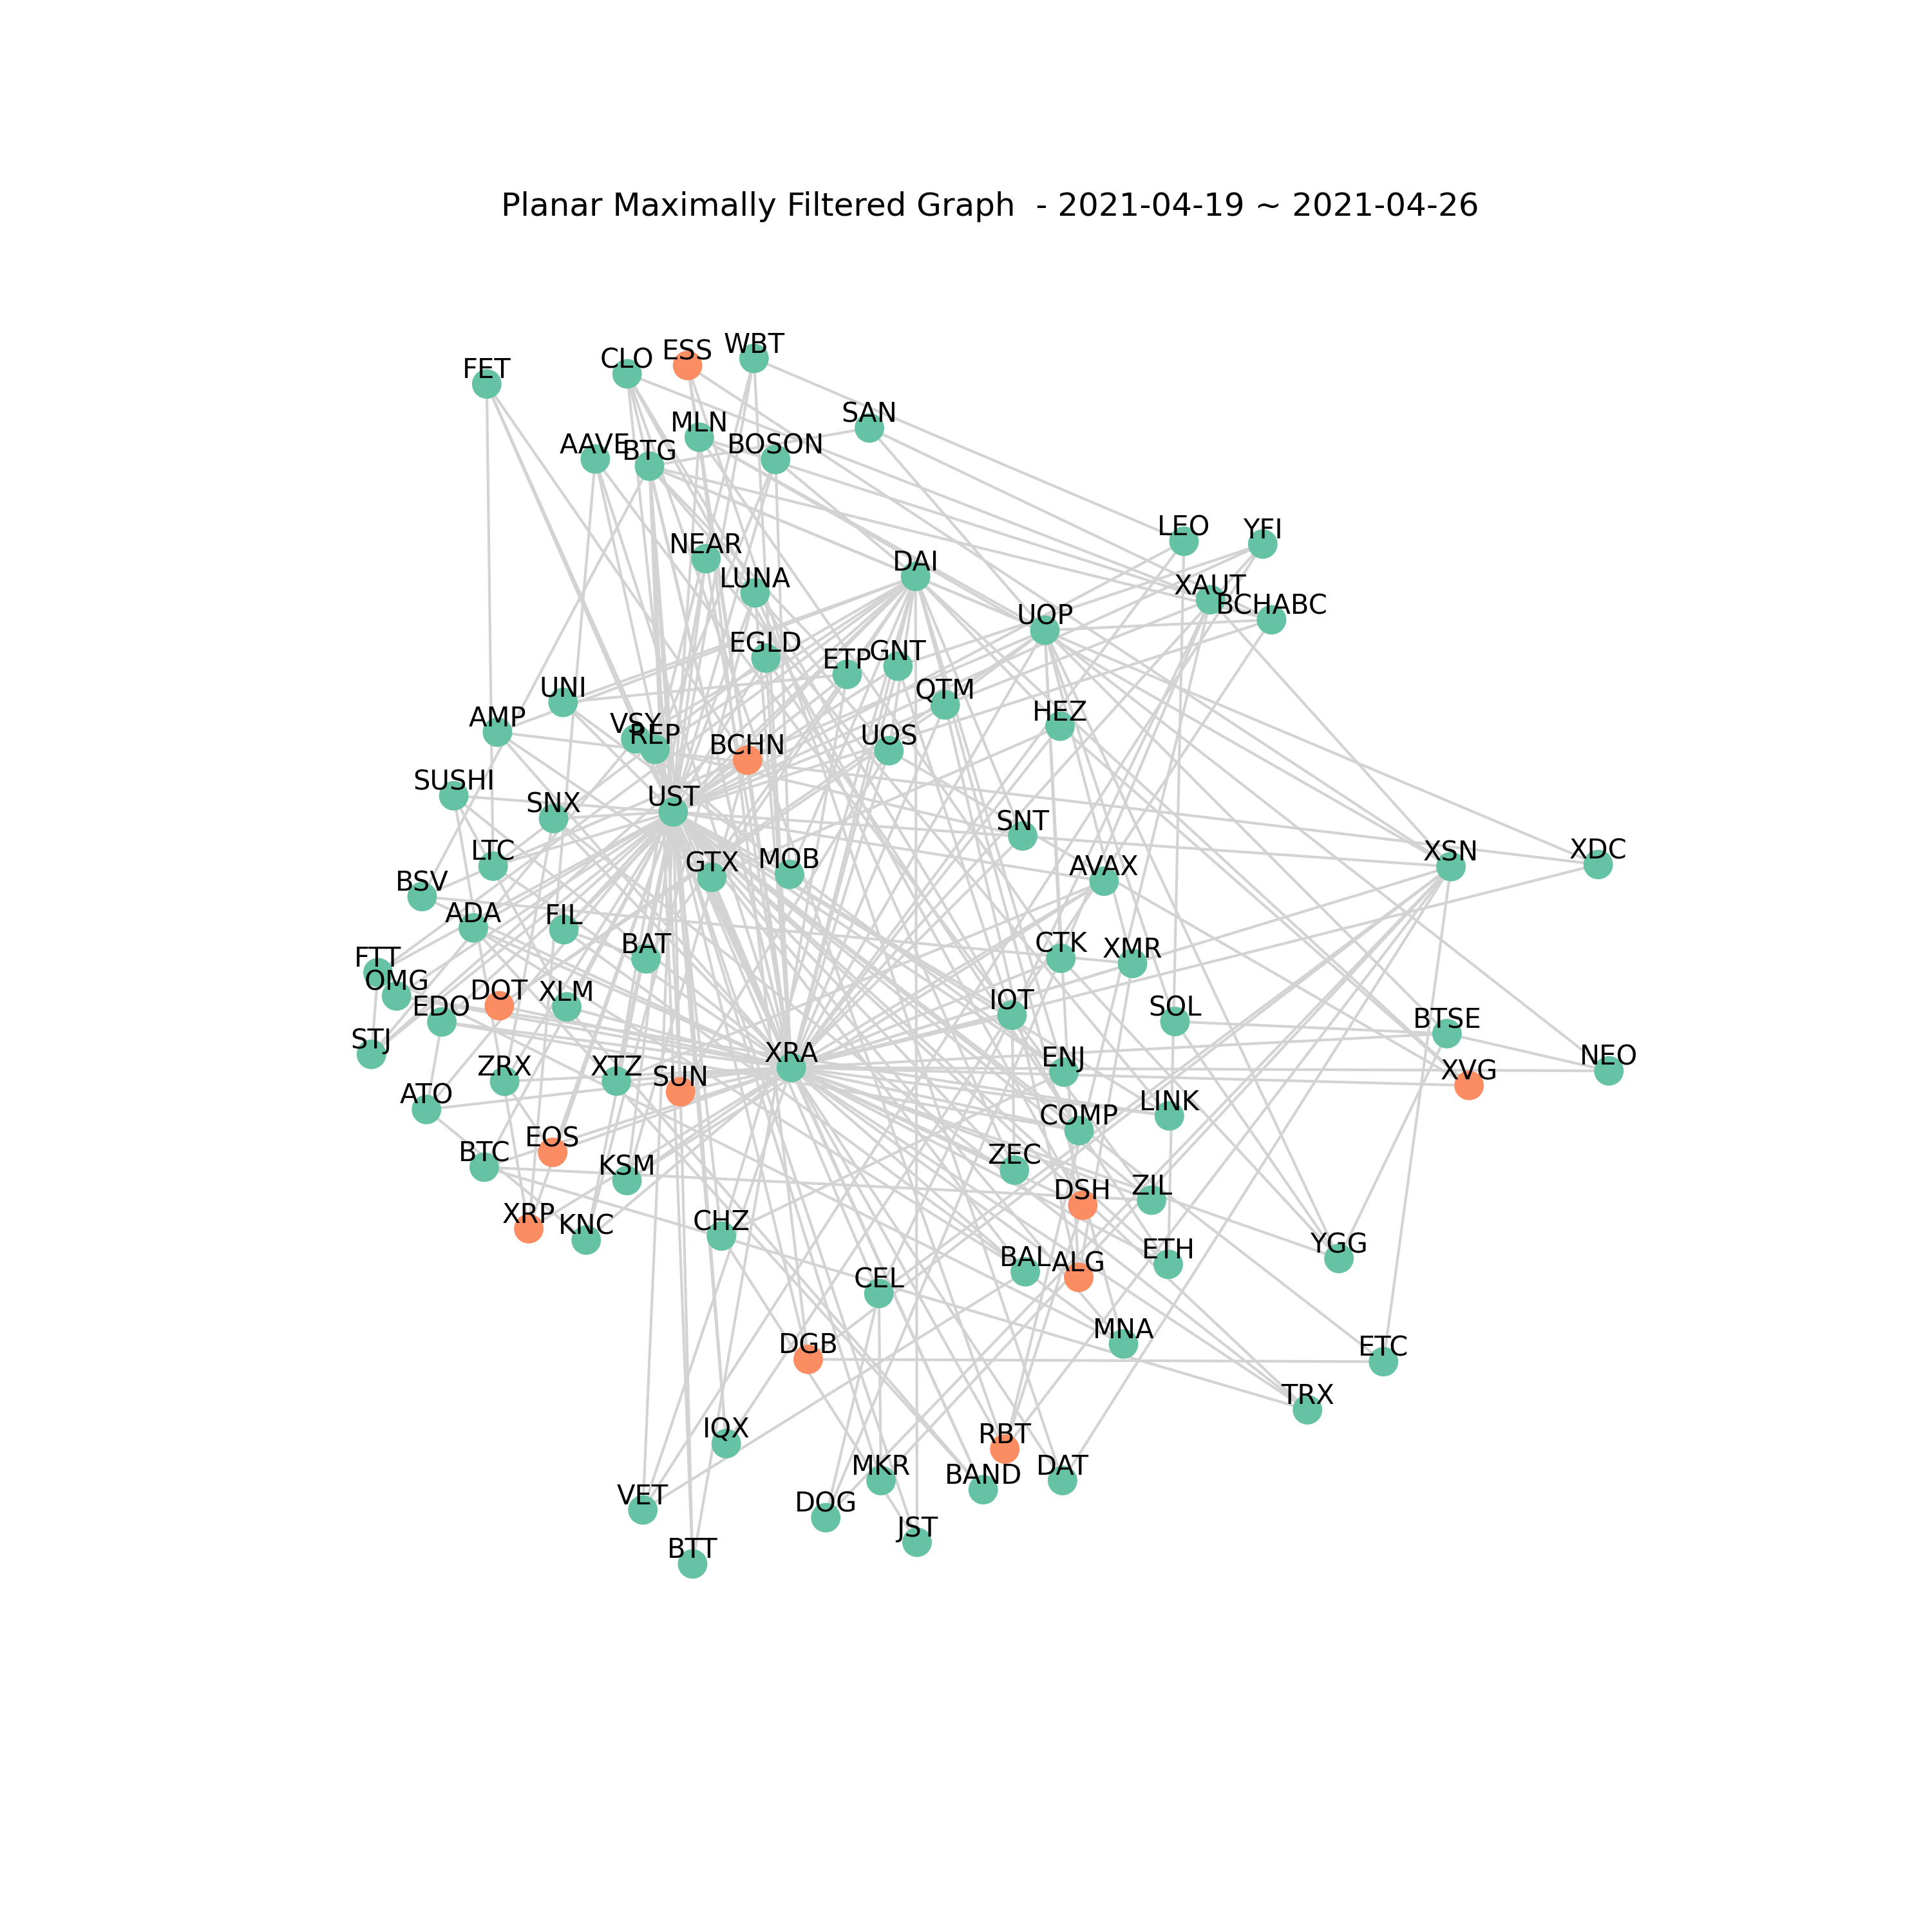 Planar Maximally Filtered Graph  - 2021-04-19 ~ 2021-04-26
WBT
ESS
CLO
FET
SAN
MLN
AAVE
BTG
BOSON
LEO
YFI
NEAR
DAI
LUNA
XAUT
BCHABC
UOP
EGLD
GNT
ETP
UNI
QTM
AMP
HEZ
VSY
REP
BCHN
UOS
SUSHI
UST
SNX
SNT
LTC
XSN
XDC
GTX
MOB
AVAX
BSV
ADA
FIL
BAT
CTK
XMR
FTT
OMG
DOT
XLM
IOT
SOL
EDO
BTSE
STJ
XRA
ENJ
NEO
ZRX
XTZ
SUN
XVG
ATO
COMP
LINK
EOS
BTC
KSM
ZEC
DSH
ZIL
XRP
KNC
CHZ
ETH
YGG
BAL
ALG
CEL
MNA
DGB
ETC
TRX
IQX
RBT
MKR
BAND
DAT
VET
DOG
JST
BTT